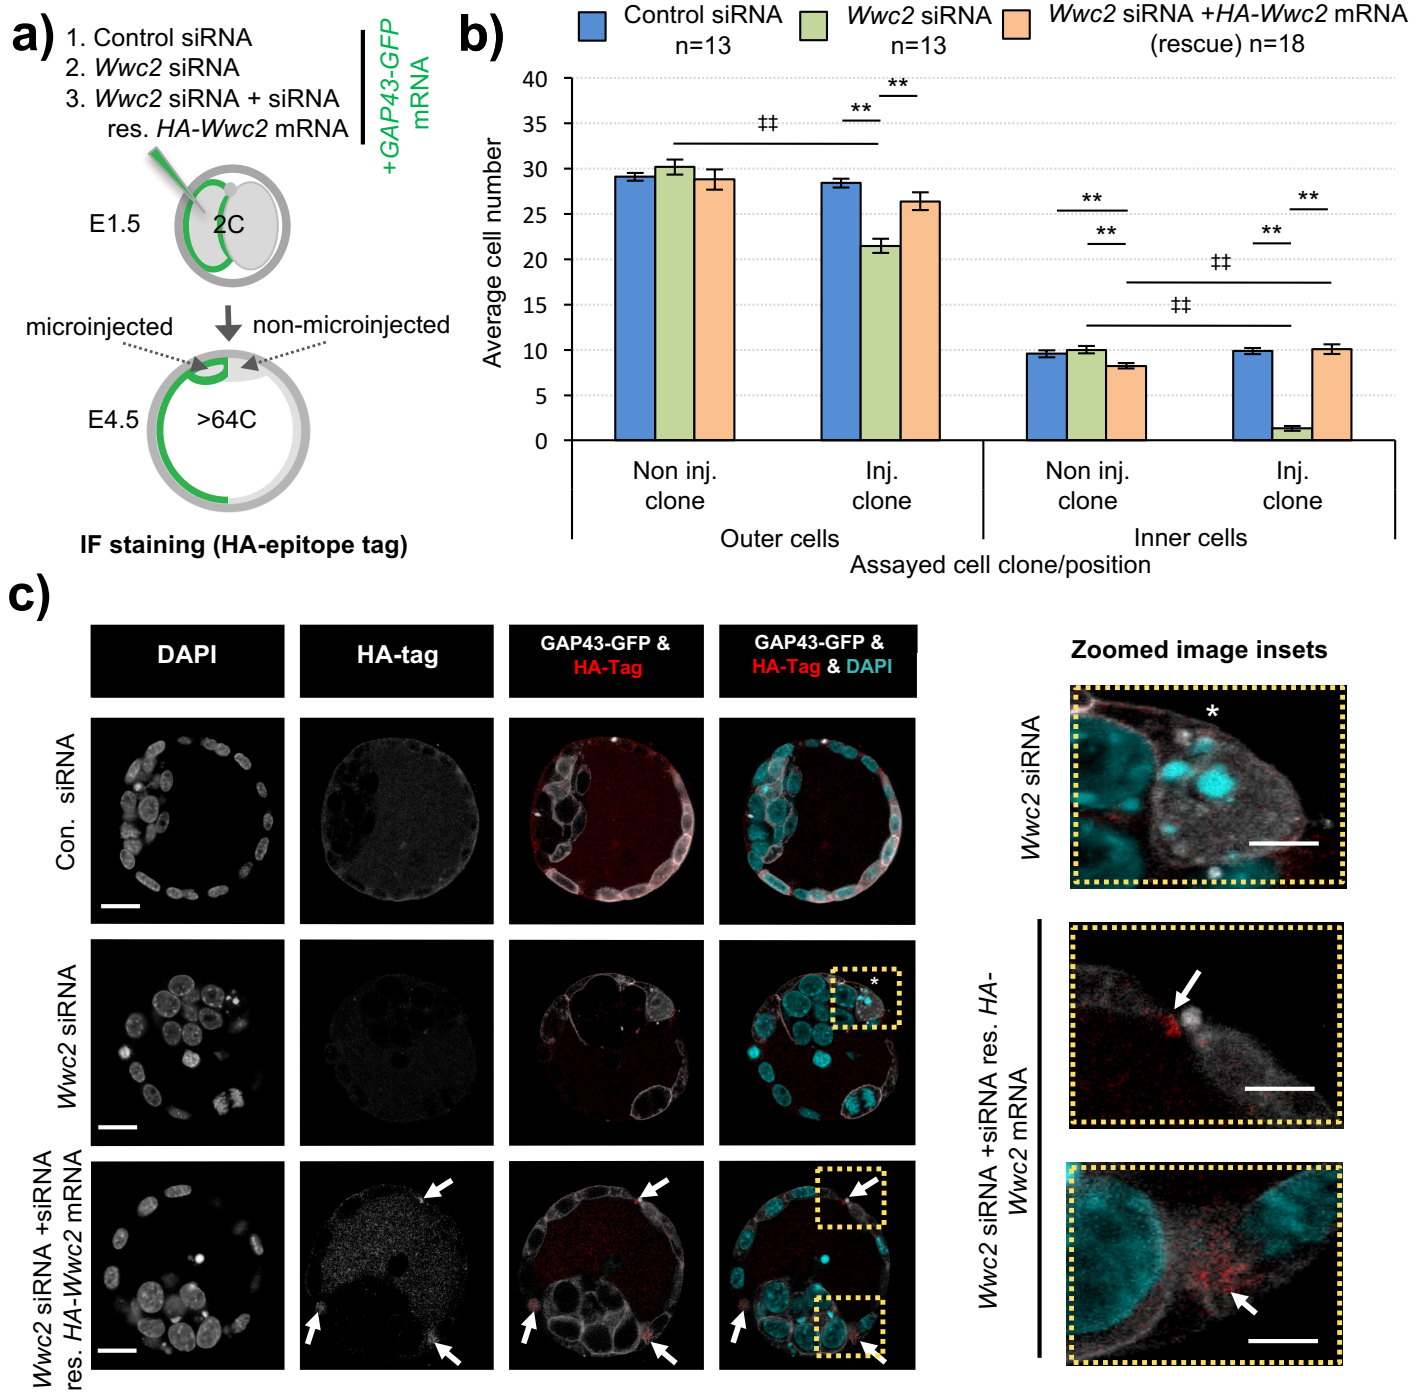 a)
1. Control siRNA
2. Wwc2 siRNA
3. Wwc2 siRNA + siRNA
res. HA-Wwc2 mRNA
+GAP43-GFP
mRNA
E1.5
2C
microinjected
non-microinjected
E4.5
>64C
IF staining (HA-epitope tag)
b)
Control siRNA
n=13
Wwc2 siRNA
n=13
Wwc2 siRNA +HA-Wwc2 mRNA
(rescue) n=18
Average cell number
40
35
30
25
20
15
10
5
0
‡‡
**
**
**
**
‡‡
‡‡
**
**
Non inj.
clone
Inj.
clone
Non inj.
clone
Inj.
clone
Outer cells
Inner cells
Assayed cell clone/position
c)
DAPI
HA-tag
GAP43-GFP &
HA-Tag
GAP43-GFP &
HA-Tag & DAPI
Zoomed image insets
Con. siRNA
Wwc2 siRNA
*
Wwc2 siRNA +siRNA
res. HA-Wwc2 mRNA
Wwc2 siRNA
*
Wwc2 siRNA +siRNA res. HA-
Wwc2 mRNA